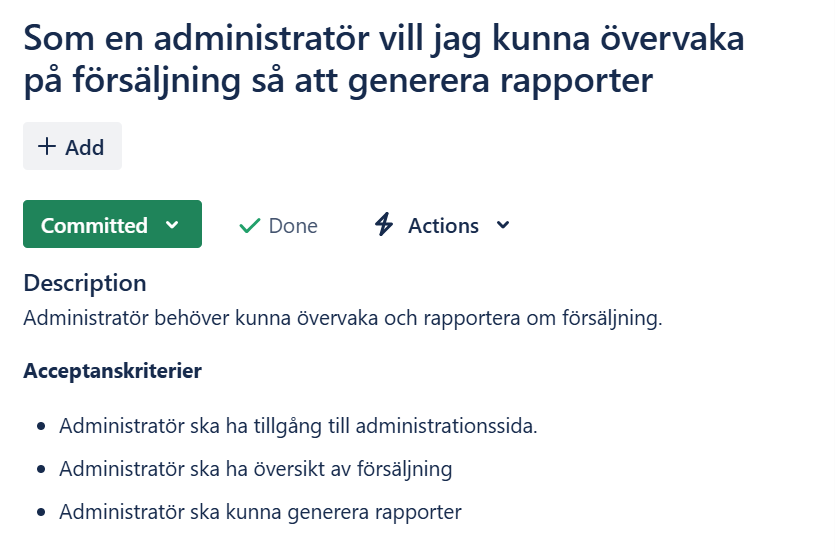 Som en administratör vill jag kunna övervaka
på försäljning så att generera rapporter
+ Add
Committed
Done
Actions
Description
Administratör behöver kunna övervaka och rapportera om försäljning.
Acceptanskriterier
• Administratör ska ha tillgång till administrationssida.
• Administratör ska ha översikt av försäljning
• Administratör ska kunna generera rapporter